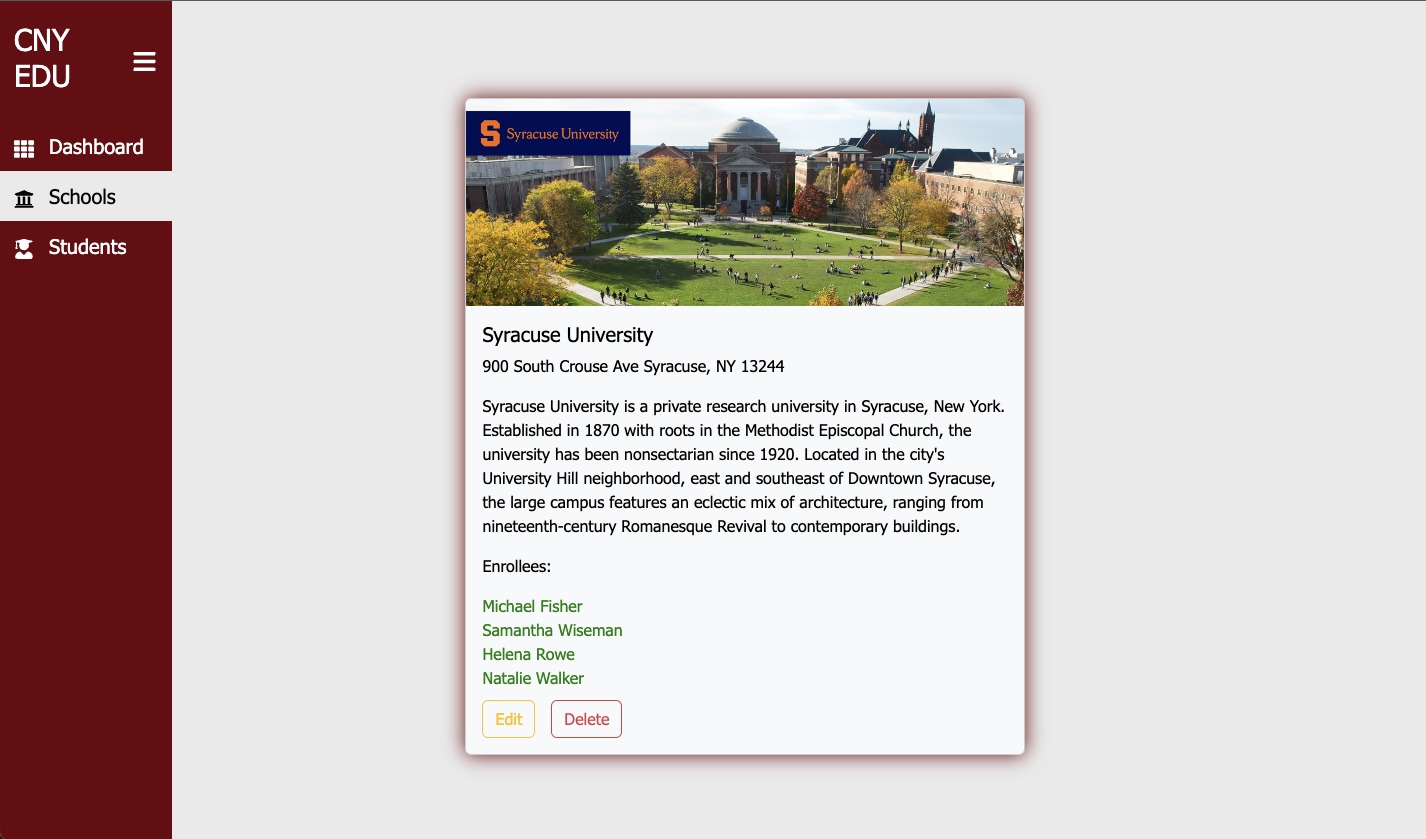 CNY
EDU
Dashboard
Schools
Students
S Syracuse University
Syracuse University
900 South Crouse Ave Syracuse, NY 13244
Syracuse University is a private research university in Syracuse, New York.
Established in 1870 with roots in the Methodist Episcopal Church, the
university has been nonsectarian since 1920. Located in the city's
University Hill neighborhood, east and southeast of Downtown Syracuse,
the large campus features an eclectic mix of architecture, ranging from
nineteenth-century Romanesque Revival to contemporary buildings.
Enrollees:
Michael Fisher
Samantha Wiseman
Helena Rowe
Natalie Walker
Edit
Delete